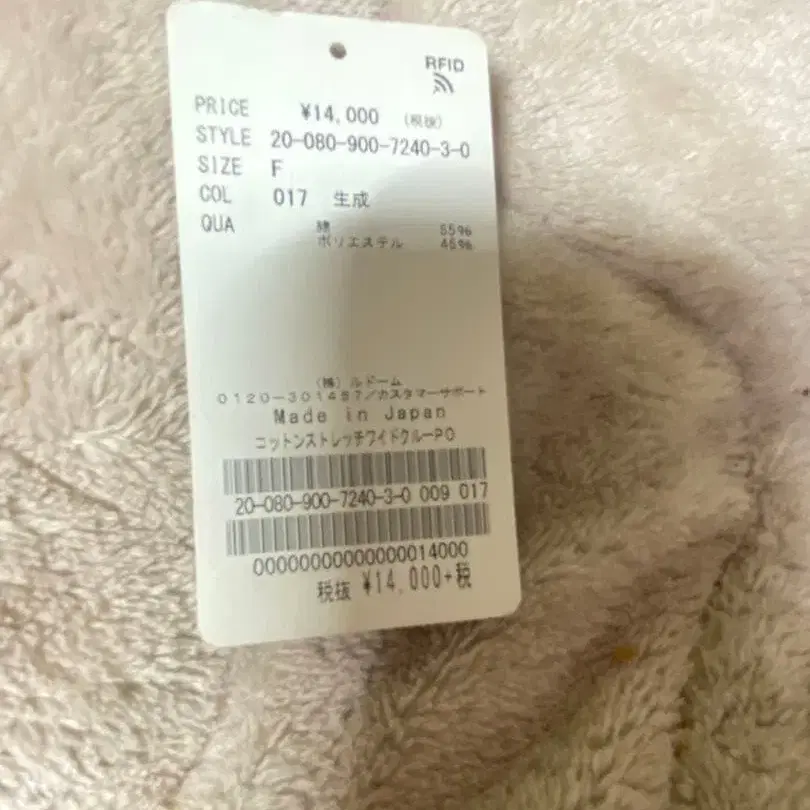 RFID
PRICE ¥14,000 (税抜)
STYLE 20-080-900-7240-3-0
SIZE F
COL 017 生成
QUA 綿 55%
ポリエステル 45%
(株) ルドーム
0120-301457/カスタマーサポート
Made in Japan
コットンストレッチワイドクルーPO
20-080-900-7240-3-0 009 017
00000000000000014000
税抜 ¥14,000+税